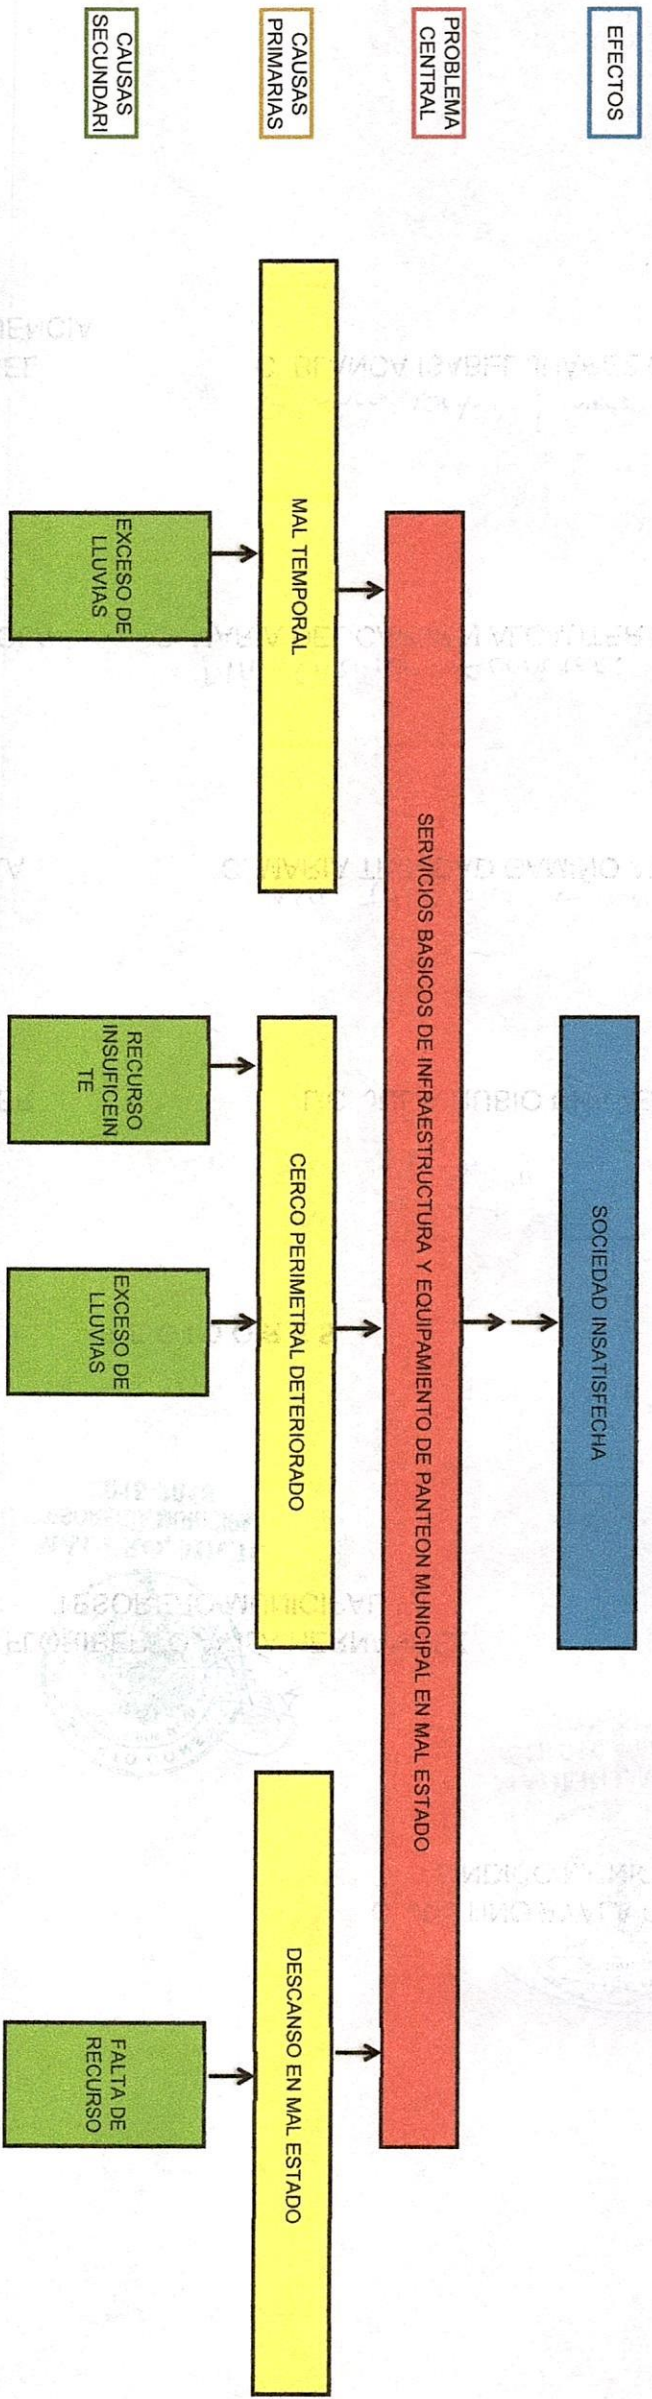 EFECTOS
SOCIEDAD INSATISFECHA
PROBLEMA
CENTRAL
SERVICIOS BASICOS DE INFRAESTRUCTURA Y EQUIPAMIENTO DE PANTEON MUNICIPAL EN MAL ESTADO
CAUSAS
PRIMARIAS
MAL TEMPORAL
CERCO PERIMETRAL DETERIORADO
DESCANSO EN MAL ESTADO
CAUSAS
SECUNDARI
EXCESO DE
LLUVIAS
RECURSO
INSUFICEIN
TE
EXCESO DE
LLUVIAS
FALTA DE
RECURSO